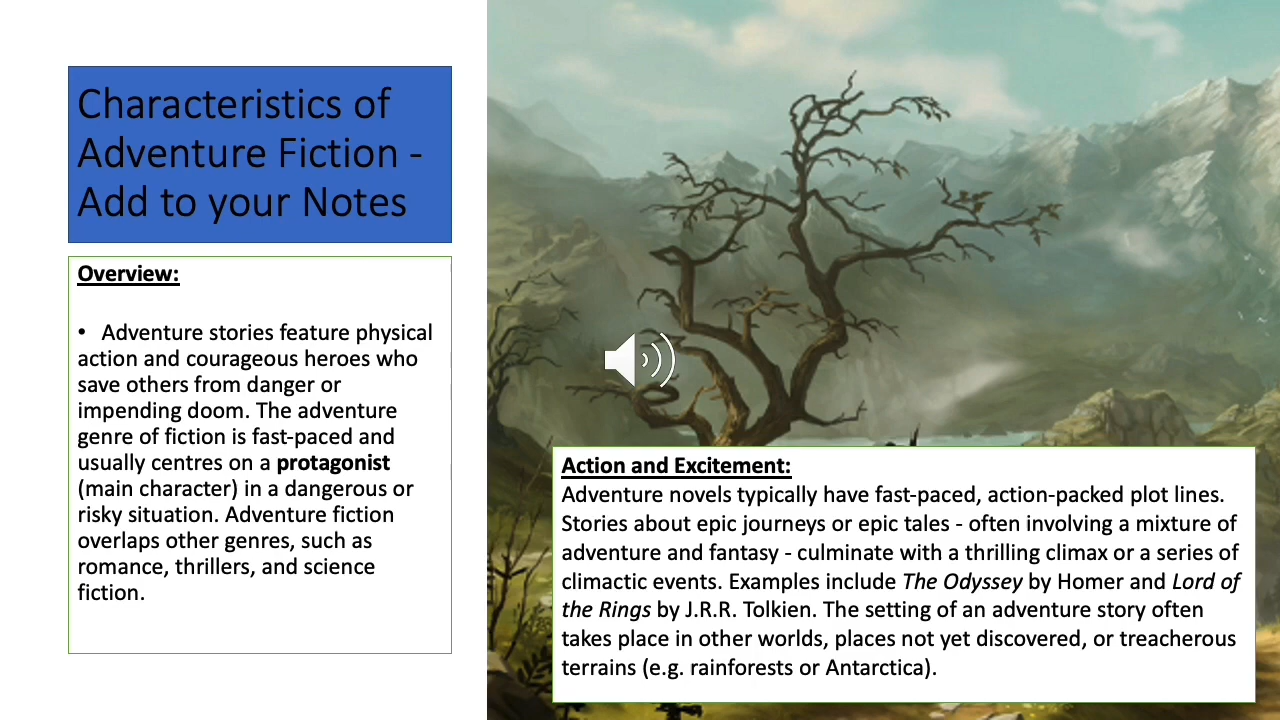 Characteristics of
Adventure Fiction -
Add to your Notes
Overview:
• Adventure stories feature physical
action and courageous heroes who
save others from danger or
impending doom. The adventure
genre of fiction is fast-paced and
usually centres on a protagonist
(main character) in a dangerous or
risky situation. Adventure fiction
overlaps other genres, such as
romance, thrillers, and science
fiction.
Action and Excitement:
Adventure novels typically have fast-paced, action-packed plot lines.
Stories about epic journeys or epic tales - often involving a mixture of
adventure and fantasy - culminate with a thrilling climax or a series of
climactic events. Examples include The Odyssey by Homer and Lord of
the Rings by J.R.R. Tolkien. The setting of an adventure story often
takes place in other worlds, places not yet discovered, or treacherous
terrains (e.g. rainforests or Antarctica).